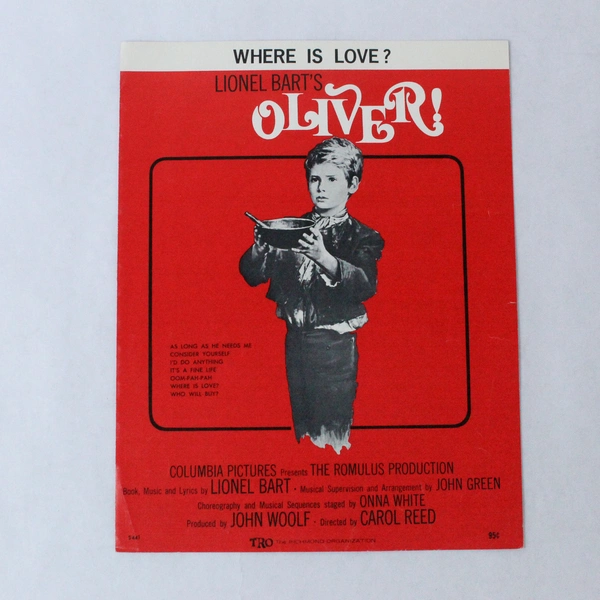 WHERE IS LOVE?
LIONEL BART'S
OLIVER!
AS LONG AS HE NEEDS ME
CONSIDER YOURSELF
I'D DO ANYTHING
IT'S A FINE LIFE
OOM-PAH-PAH
WHERE IS LOVE?
WHO WILL BUY?
COLUMBIA PICTURES Presents THE ROMULUS PRODUCTION
Book, Music and Lyrics by LIONEL BART • Musical Supervision and Arrangement by JOHN GREEN
Choreography and Musical Sequences staged by ONNA WHITE
Produced by JOHN WOOLF • Directed by CAROL REED
TRO THE RICHMOND ORGANIZATION
95¢